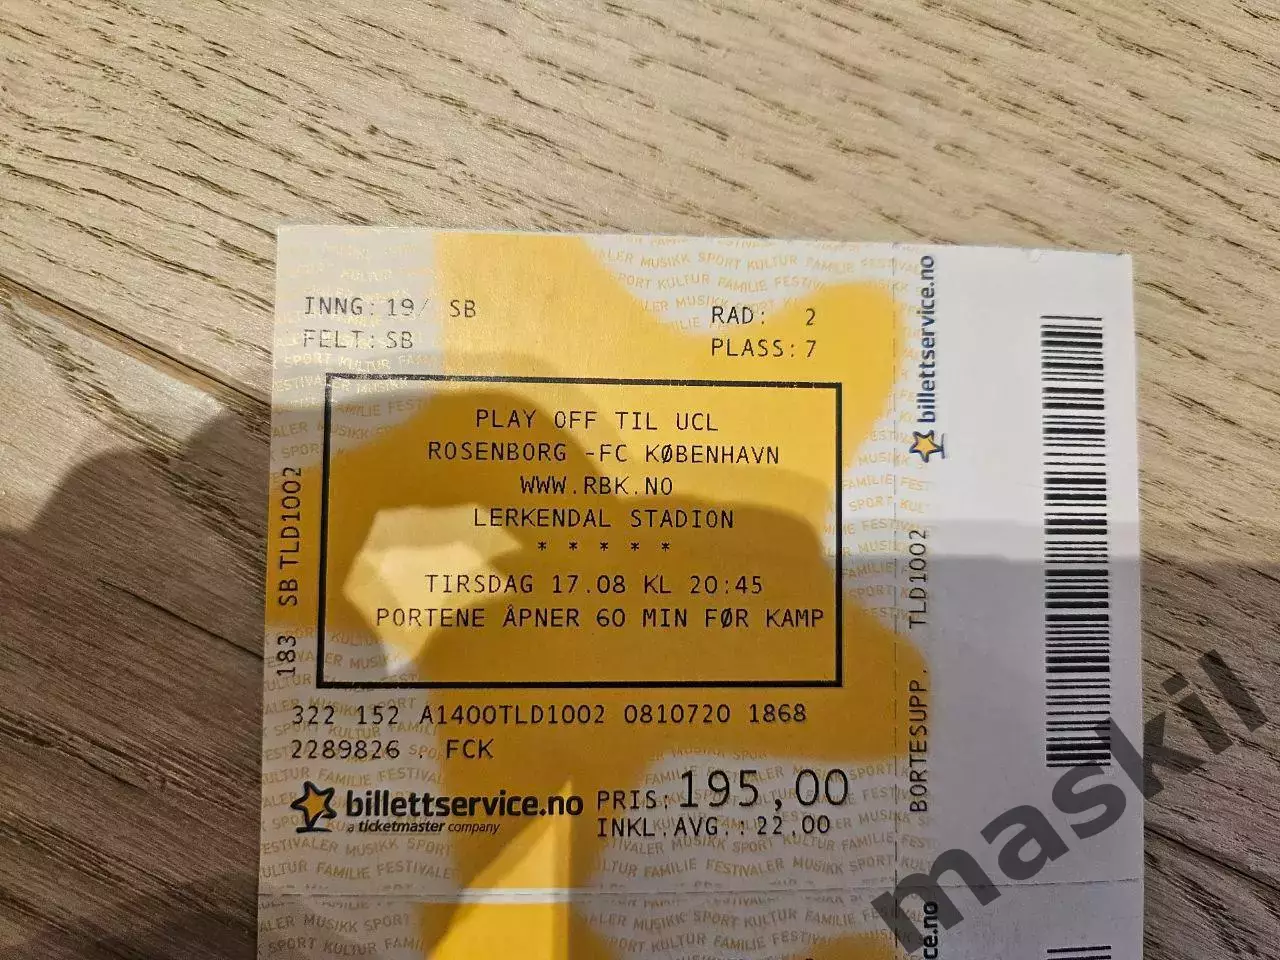 INNG: 19/ SB
FELT: SB
RAD: 2
PLASS: 7
PLAY OFF TIL UCL
ROSENBORG -FC KØBENHAVN
WWW.RBK.NO
LERKENDAL STADION
* * * * *
TIRSDAG 17.08 KL 20:45
PORTENE ÅPNER 60 MIN FØR KAMP
183 SB TLD1002
322 152 A1400TLD1002 0810720 1868
2289826 . FCK
billettservice.no
a ticketmaster company
PRIS: 195,00
INKL.AVG.: 22,00
billettservice.no
BORTESUPP. TLD1002
ce.no
maskil